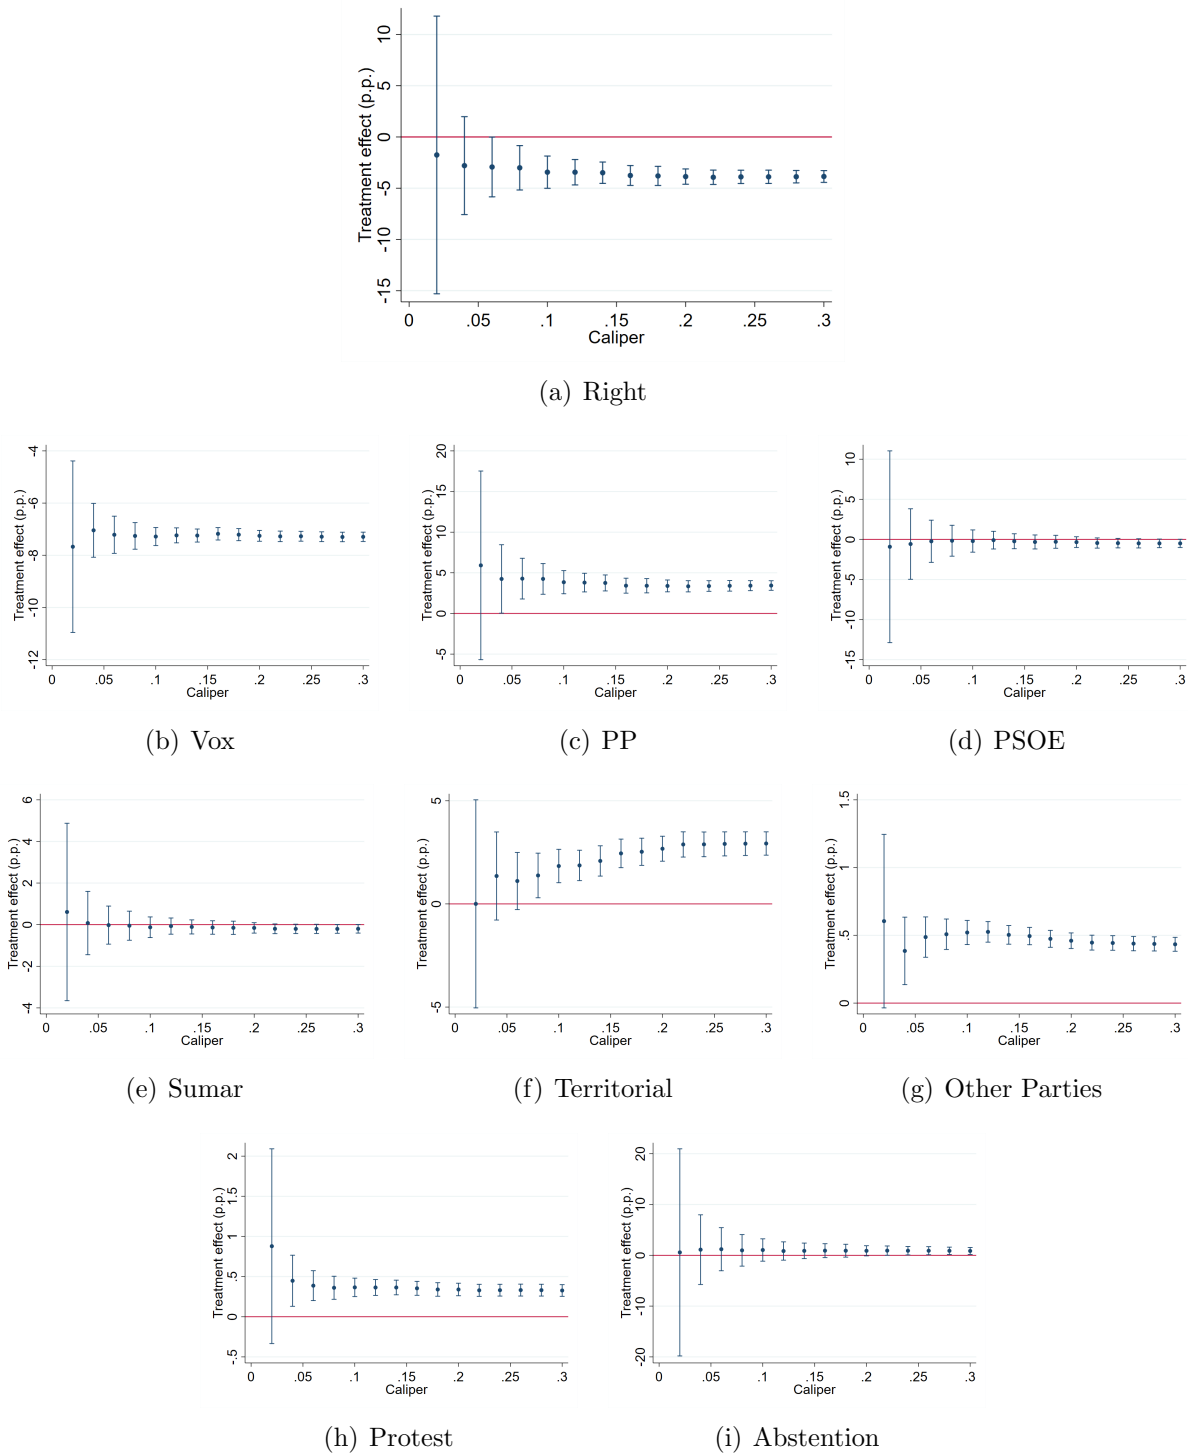 Treatment effect (p.p.)
10
5
0
-5
-10
-15
0 .05 .1 .15 .2 .25 .3
Caliper
(a) Right
Treatment effect (p.p.)
-4
-6
-8
-10
-12
0 .05 .1 .15 .2 .25 .3
Caliper
(b) Vox
Treatment effect (p.p.)
20
15
10
5
0
-5
0 .05 .1 .15 .2 .25 .3
Caliper
(c) PP
Treatment effect (p.p.)
10
5
0
-5
-10
-15
0 .05 .1 .15 .2 .25 .3
Caliper
(d) PSOE
Treatment effect (p.p.)
6
4
2
0
-2
-4
0 .05 .1 .15 .2 .25 .3
Caliper
(e) Sumar
Treatment effect (p.p.)
5
0
-5
0 .05 .1 .15 .2 .25 .3
Caliper
(f) Territorial
Treatment effect (p.p.)
1.5
1
.5
0
0 .05 .1 .15 .2 .25 .3
Caliper
(g) Other Parties
Treatment effect (p.p.)
2
1.5
1
.5
0
-.5
0 .05 .1 .15 .2 .25 .3
Caliper
(h) Protest
Treatment effect (p.p.)
20
10
0
-10
-20
0 .05 .1 .15 .2 .25 .3
Caliper
(i) Abstention